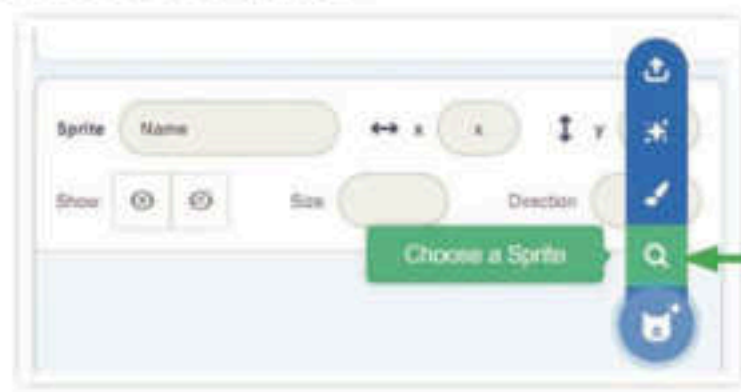 Sprite Name ↔ x x ↕ y
Show Size Direction
Choose a Sprite